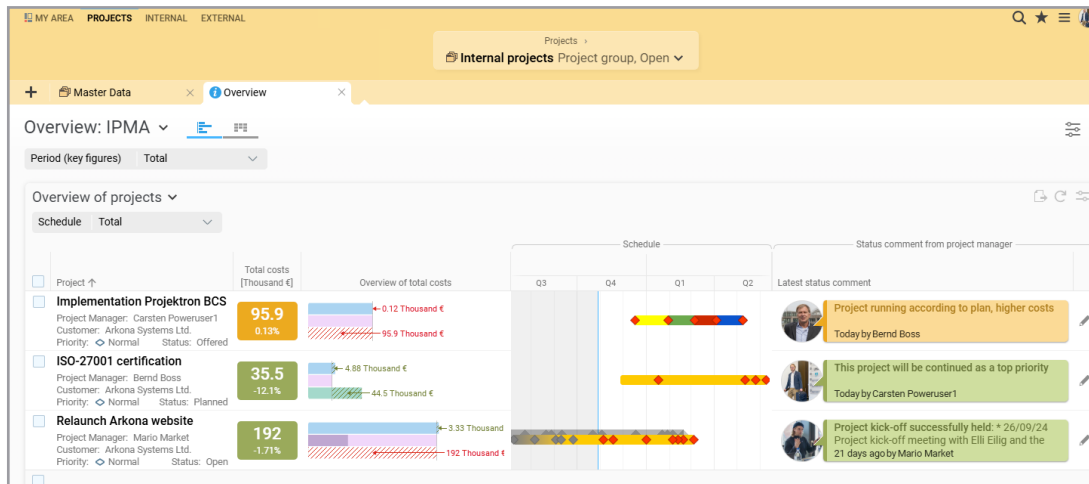 MY AREA PROJECTS INTERNAL EXTERNAL
Projects ›
Internal projects Project group, Open
Master Data Overview
Overview: IPMA
Period (key figures) Total
Overview of projects
Schedule Total
Schedule Status comment from project manager
Project Total costs [Thousand €] Overview of total costs Q3 Q4 Q1 Q2 Latest status comment
Implementation Projektron BCS
Project Manager: Carsten Poweruser1
Customer: Arkona Systems Ltd.
Priority: Normal Status: Offered
95.9
0.13%
0.12 Thousand €
95.9 Thousand €
Project running according to plan, higher costs
Today by Bernd Boss
ISO-27001 certification
Project Manager: Bernd Boss
Customer: Arkona Systems Ltd.
Priority: Normal Status: Planned
35.5
-12.1%
4.88 Thousand €
44.5 Thousand €
This project will be continued as a top priority
Today by Carsten Poweruser1
Relaunch Arkona website
Project Manager: Mario Market
Customer: Arkona Systems Ltd.
Priority: Normal Status: Open
192
-1.71%
3.33 Thousand
192 Thousand €
Project kick-off successfully held: * 26/09/24
Project kick-off meeting with Elli Eilig and the
21 days ago by Mario Market